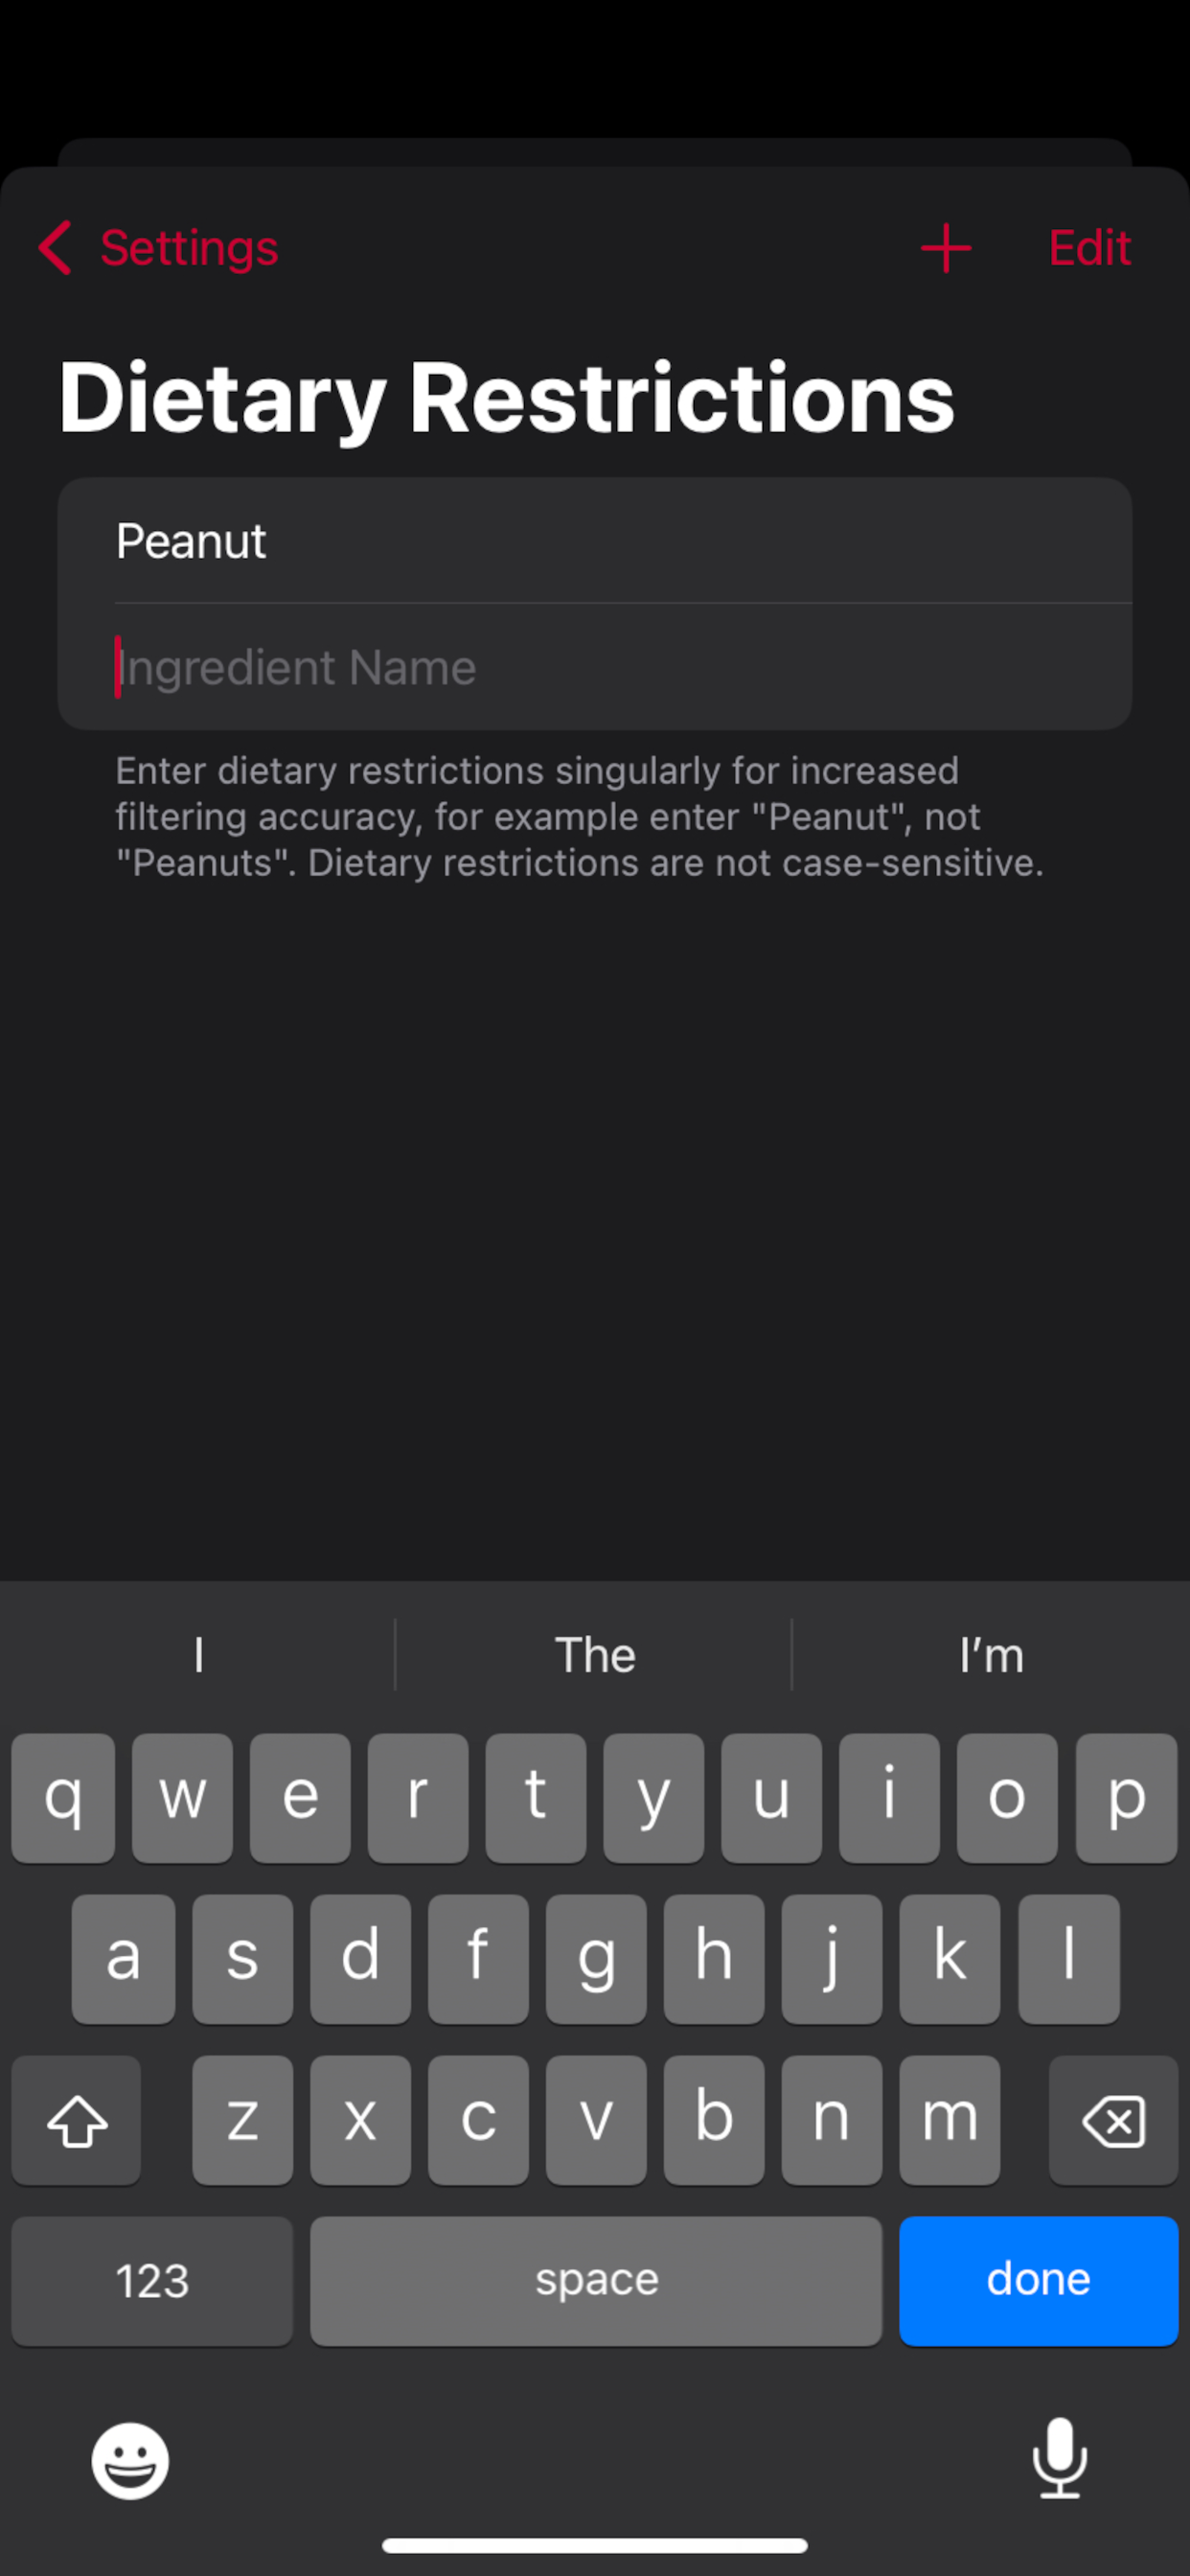 Settings
Edit
Dietary Restrictions
Peanut
Ingredient Name
Enter dietary restrictions singularly for increased
filtering accuracy, for example enter "Peanut", not
"Peanuts". Dietary restrictions are not case-sensitive.
I The I’m
q w e r t y u i o p
a s d f g h j k l
z x c v b n m
123 space done